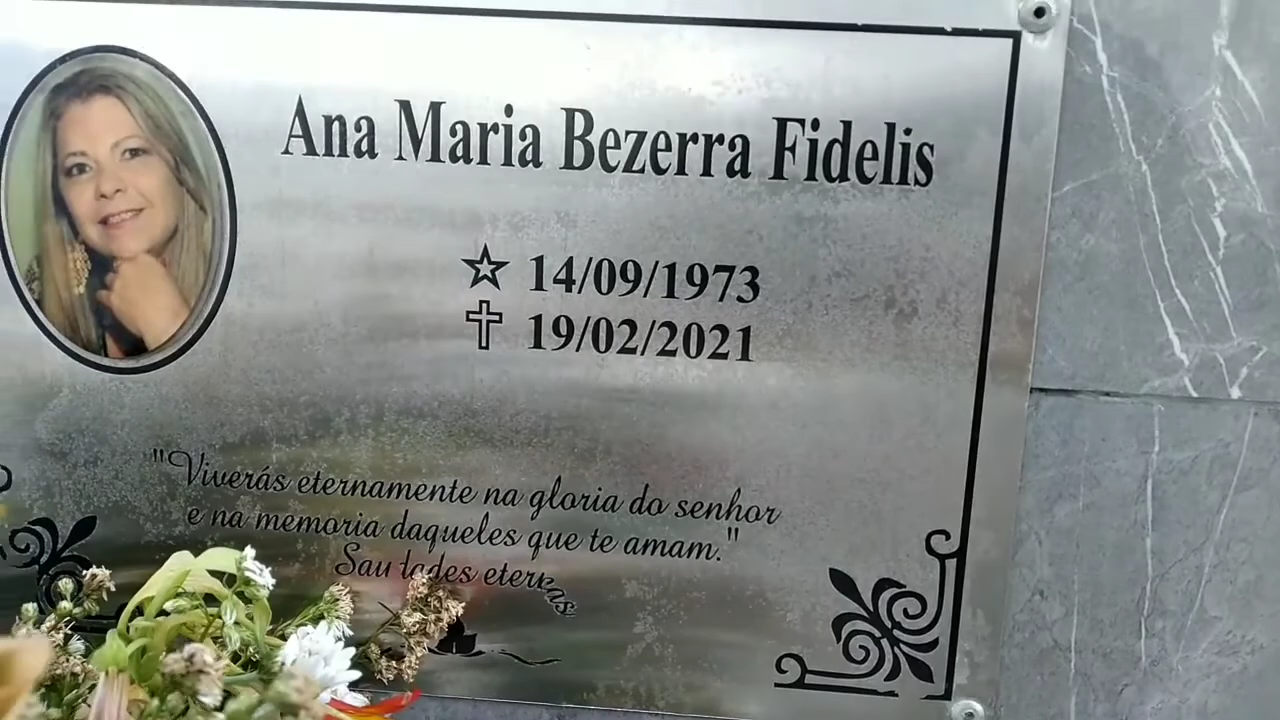 Ana Maria Bezerra Fidelis
14/09/1973
19/02/2021
"Viverás eternamente na gloria do senhor
e na memoria daqueles que te amam."
Saudades eternas